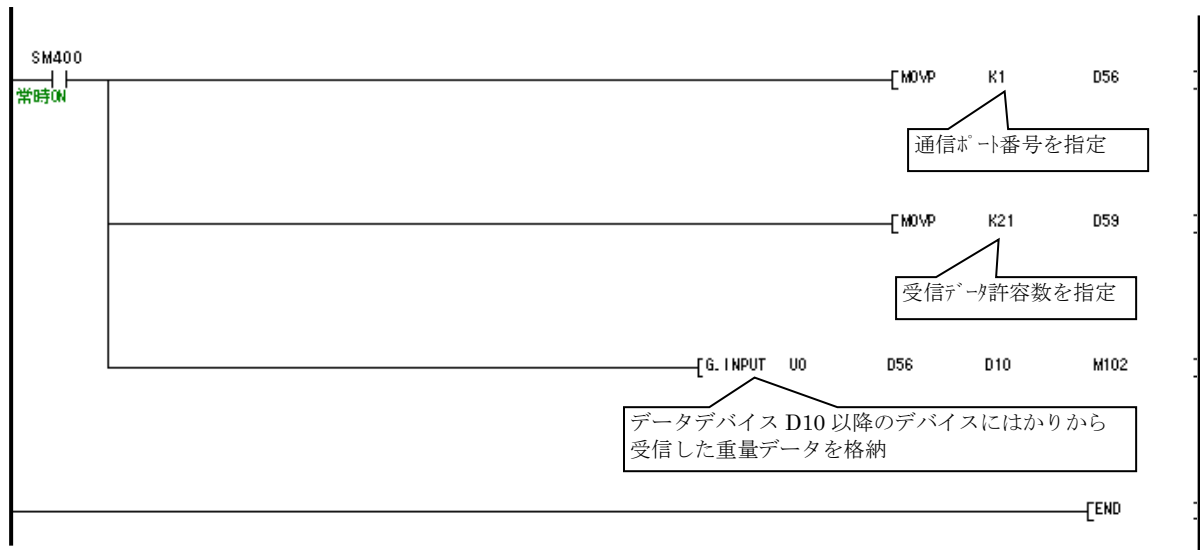 SM400
常時ON
MOVP K1 D56
通信ﾎﾟｰﾄ番号を指定
MOVP K21 D59
受信ﾃﾞｰﾀ許容数を指定
G.INPUT U0 D56 D10 M102
データデバイス D10 以降のデバイスにはかりから
受信した重量データを格納
END